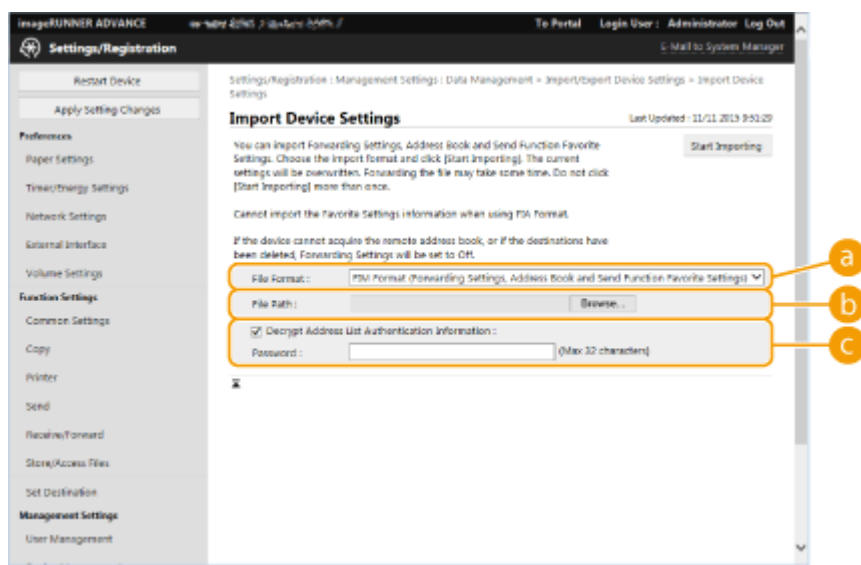 imageRUNNER ADVANCE To Portal Login User : Administrator Log Out
Settings/Registration E-Mail to System Manager
Restart Device
Apply Setting Changes
Preferences
Paper Settings
Timer/Energy Settings
Network Settings
External Interface
Volume Settings
Function Settings
Common Settings
Copy
Printer
Send
Receive/Forward
Store/Access Files
Set Destination
Management Settings
User Management
Settings/Registration : Management Settings : Data Management > Import/Export Device Settings > Import Device
Settings
Import Device Settings Last Updated : 11/11 2015 9:51:29
You can import Forwarding Settings, Address Book and Send Function Favorite
Settings. Choose the import format and click [Start Importing]. The current
settings will be overwritten. Forwarding the file may take some time. Do not click
[Start Importing] more than once.
Start Importing
Cannot import the Favorite Settings information when using FIA Format.
If the device cannot acquire the remote address book, or if the destinations have
been deleted, Forwarding Settings will be set to Off.
File Format : FIM Format (Forwarding Settings, Address Book and Send Function Favorite Settings)
a
File Path : Browse...
b
Decrypt Address List Authentication Information :
Password : (Max 32 characters)
c